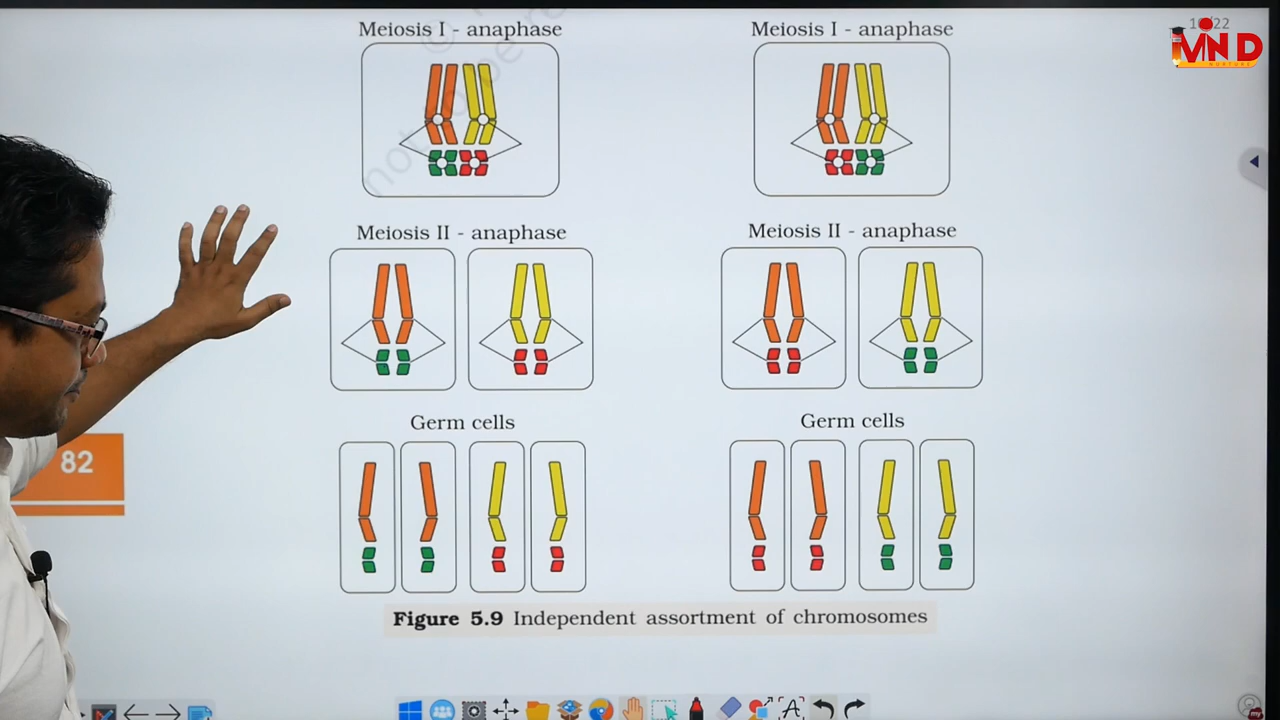 Meiosis I - anaphase
Meiosis I - anaphase
MIND
Meiosis II - anaphase
Meiosis II - anaphase
Germ cells
Germ cells
82
Figure 5.9 Independent assortment of chromosomes